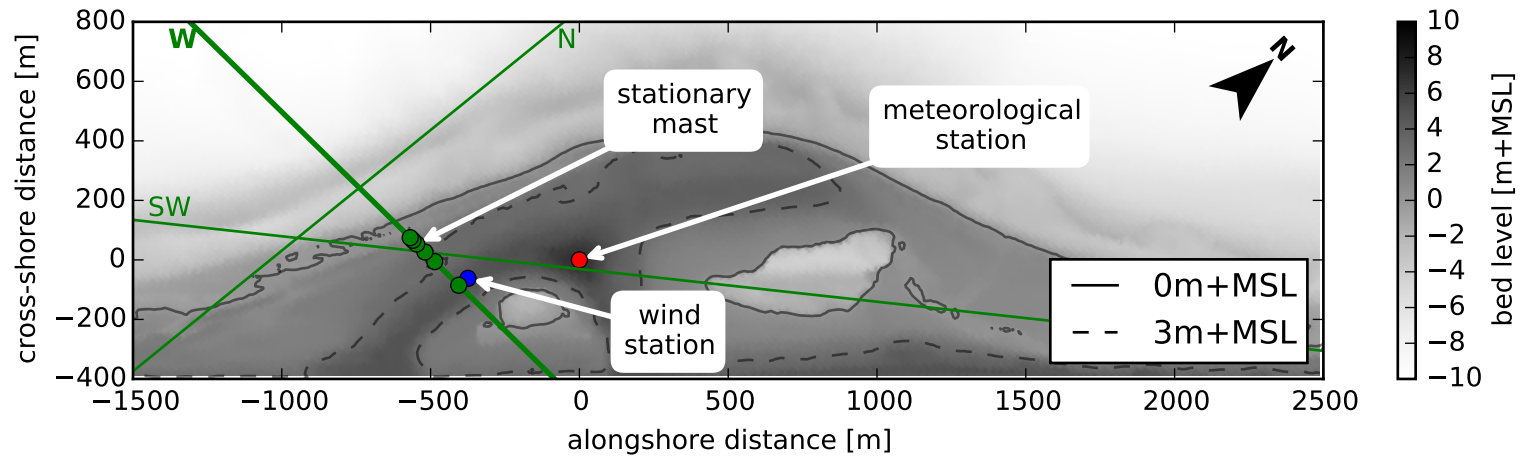 800
600
400
200
0
−200
−400
cross-shore distance [m]
W
N
SW
stationary
mast
meteorological
station
wind
station
N
0m+MSL
3m+MSL
−1500
−1000
−500
0
500
1000
1500
2000
2500
alongshore distance [m]
10
8
6
4
2
0
−2
−4
−6
−8
−10
bed level [m+MSL]